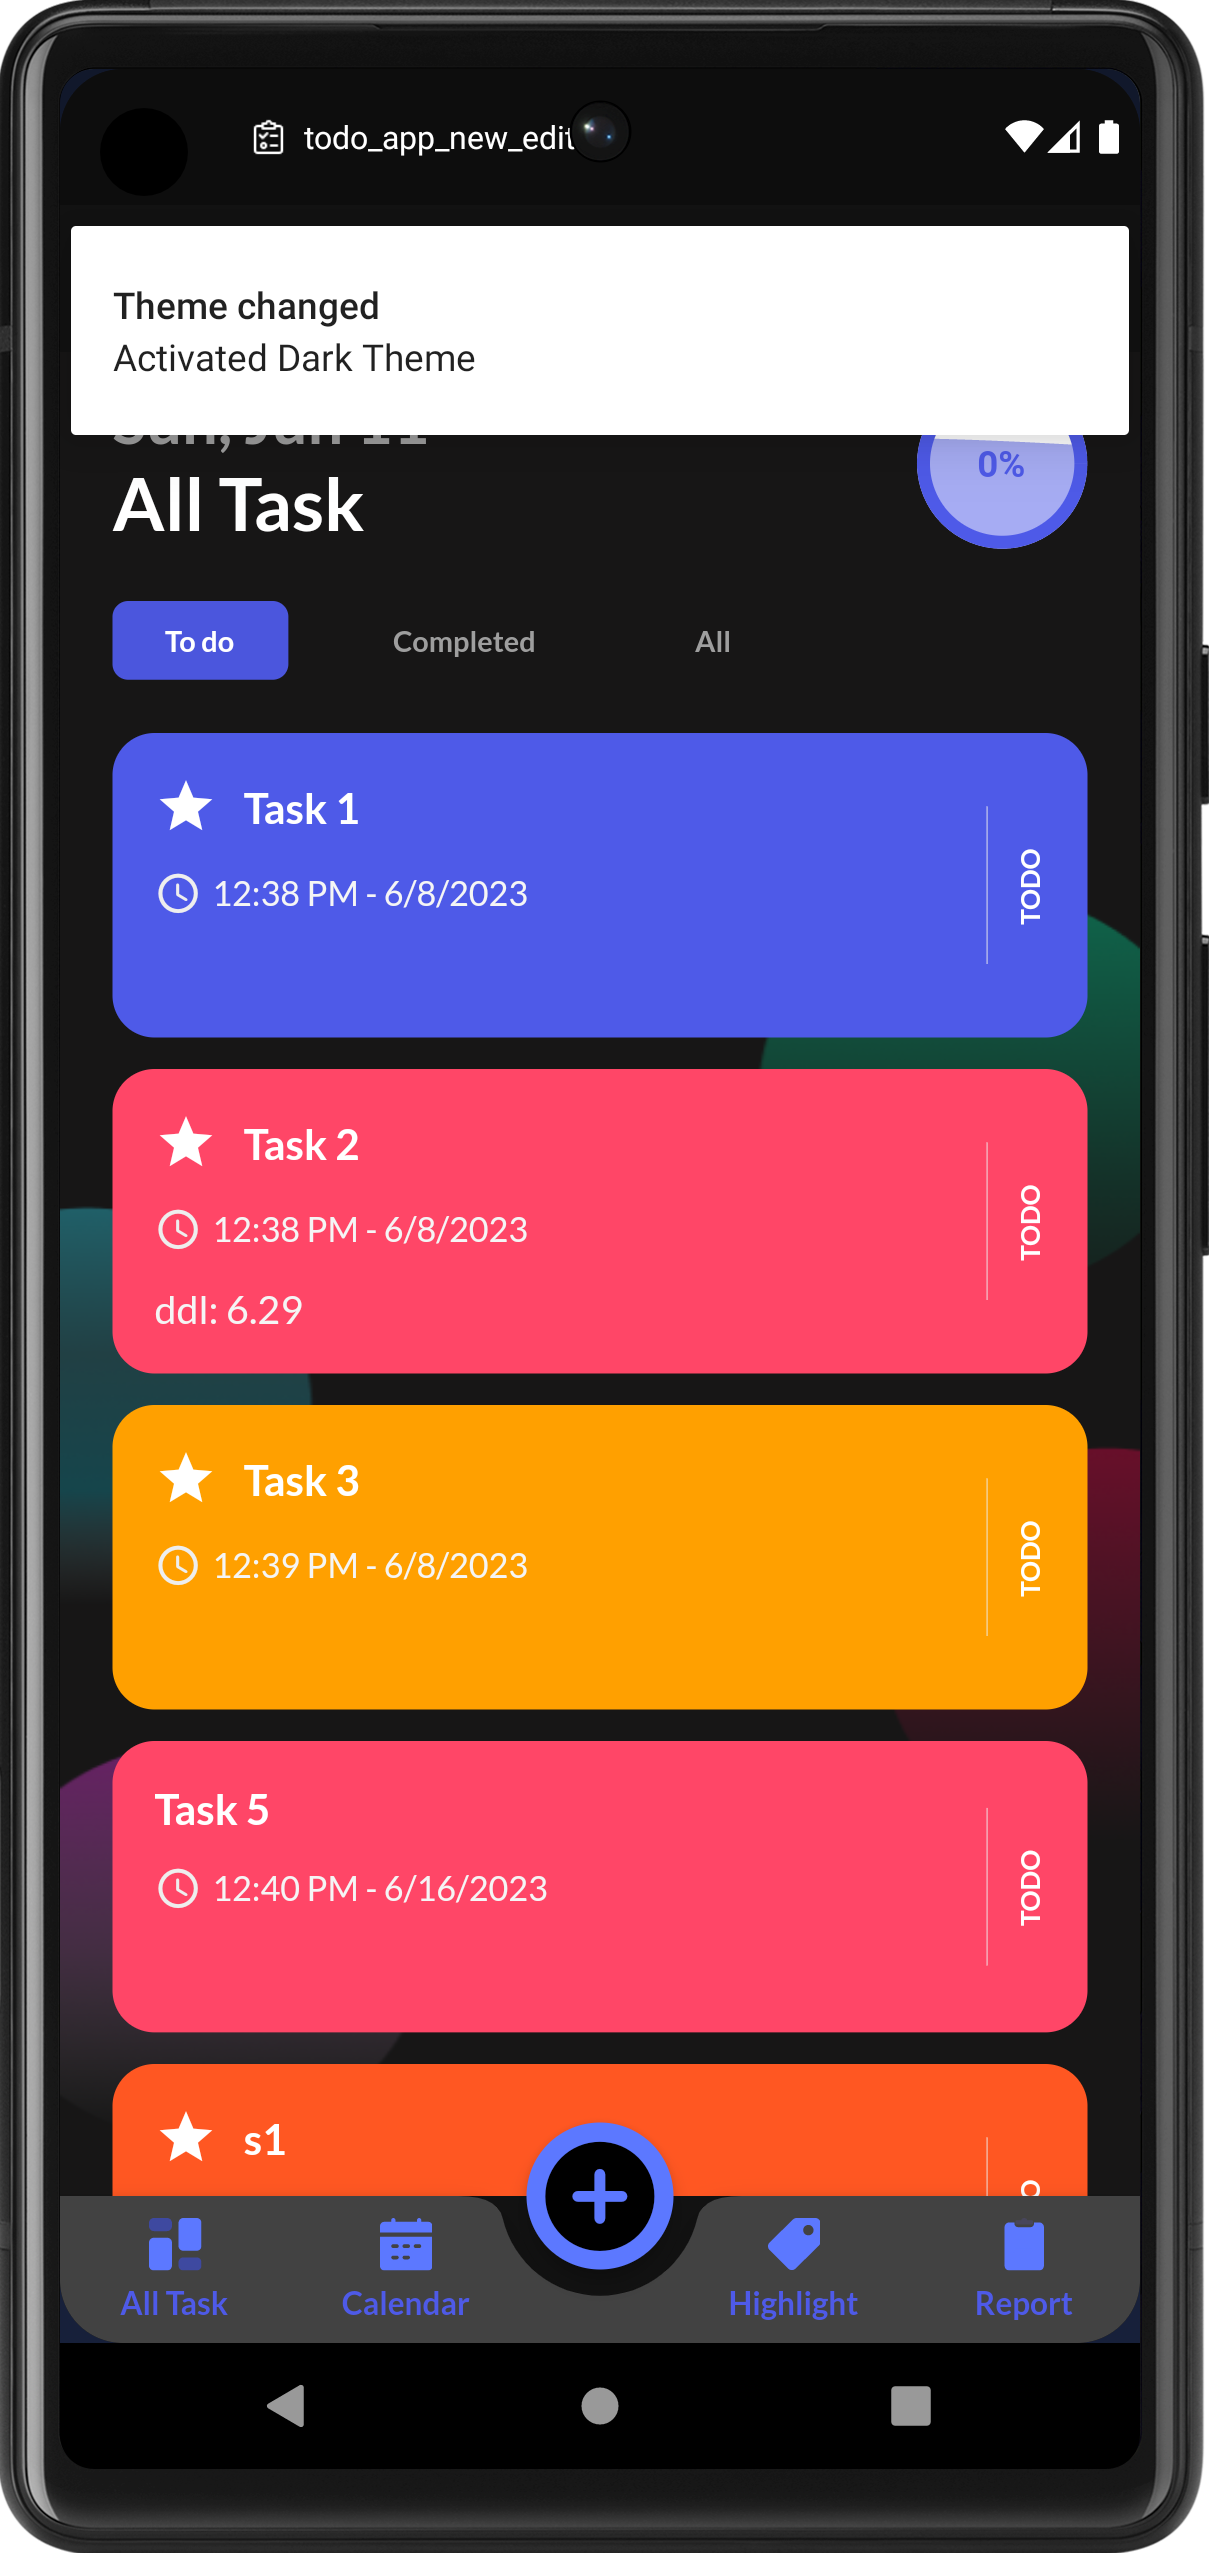 todo_app_new_edit
Theme changed
Activated Dark Theme
Sun, Jun 11
All Task
0%
To do
Completed
All
Task 1
12:38 PM - 6/8/2023
TODO
Task 2
12:38 PM - 6/8/2023
ddl: 6.29
TODO
Task 3
12:39 PM - 6/8/2023
TODO
Task 5
12:40 PM - 6/16/2023
TODO
s1
All Task
Calendar
Highlight
Report